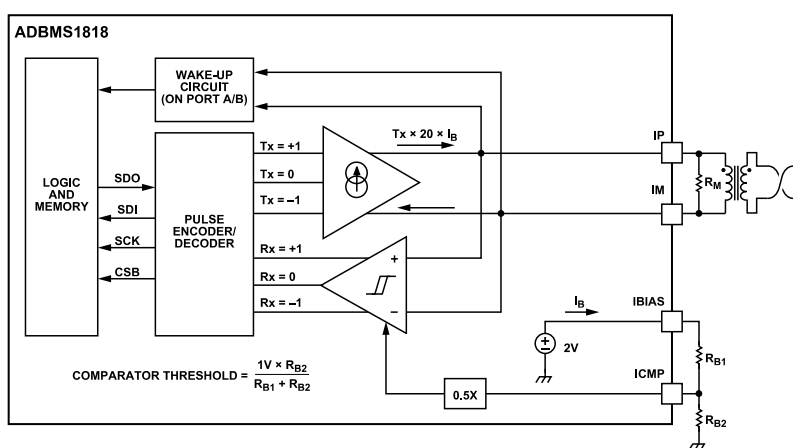 ADBMS1818
WAKE-UP
CIRCUIT
(ON PORT A/B)
LOGIC
AND
MEMORY
SDO
SDI
SCK
CSB
PULSE
ENCODER/
DECODER
Tx = +1
Tx = 0
Tx = –1
Rx = +1
Rx = 0
Rx = –1
Tx × 20 × IB
+
–
IP
IM
RM
IBIAS
IB
2V
ICMP
RB1
RB2
0.5X
COMPARATOR THRESHOLD = 1V × RB2
RB1 + RB2